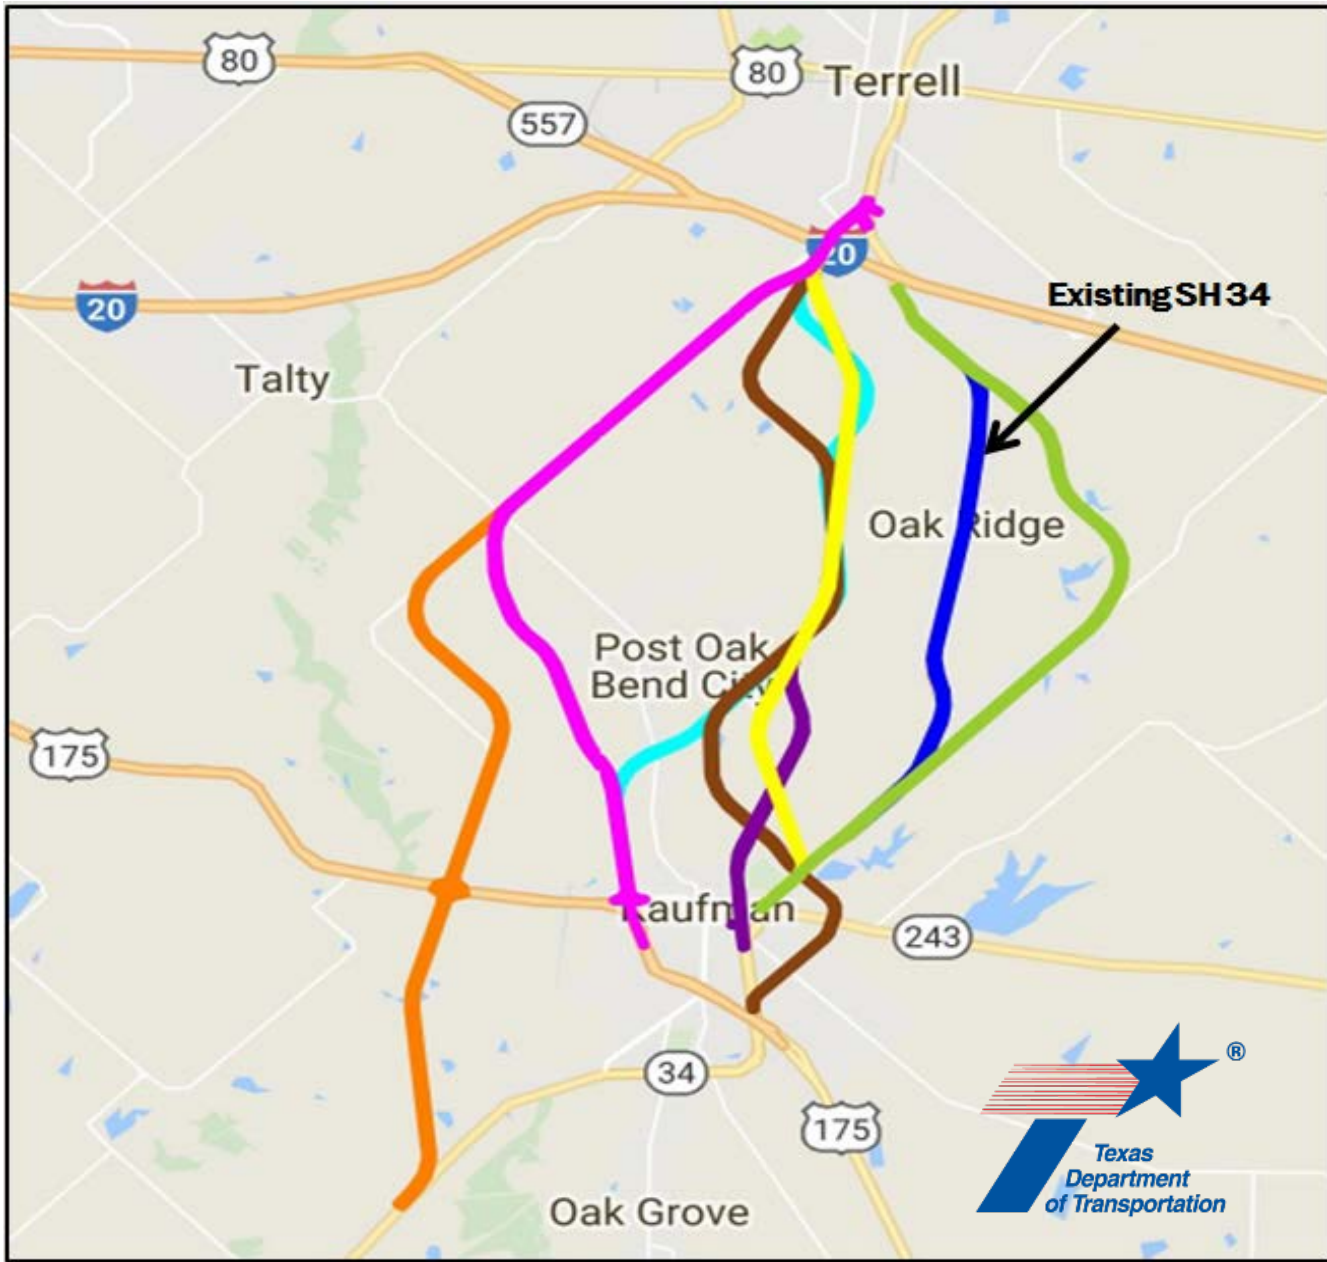 80
80
Terrell
557
20
20
Existing SH 34
Talty
Oak Ridge
Post Oak
Bend City
175
Kaufman
243
34
175
Oak Grove
®
Texas
Department
of Transportation